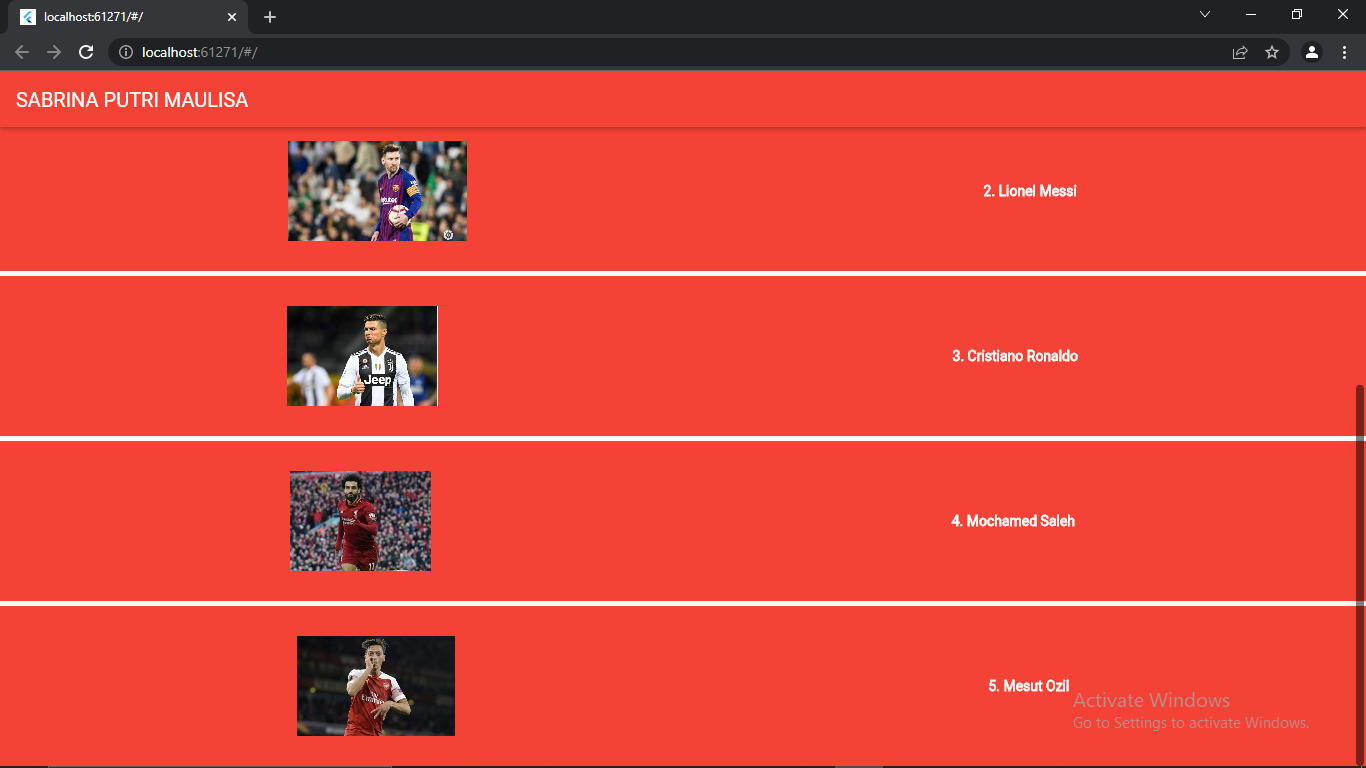 localhost:61271/#/
localhost:61271/#/
SABRINA PUTRI MAULISA
2. Lionel Messi
Jeep
3. Cristiano Ronaldo
4. Mochamed Saleh
5. Mesut Ozil
Activate Windows
Go to Settings to activate Windows.